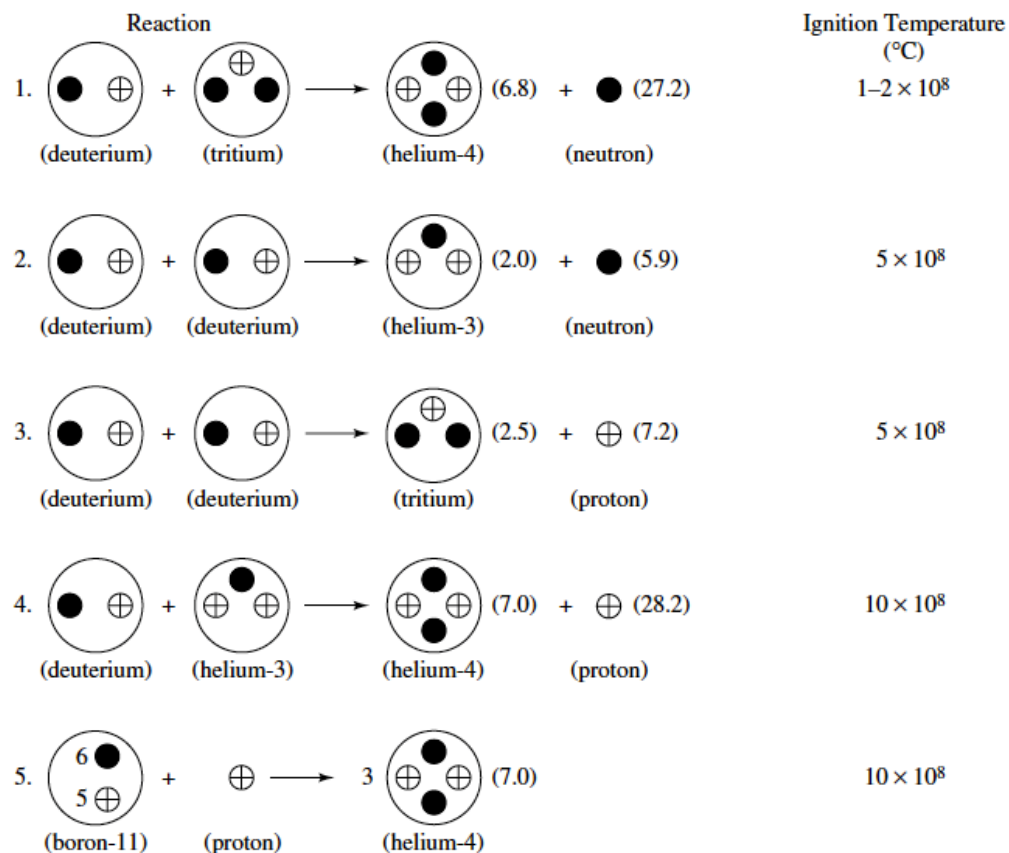 Reaction Ignition Temperature
(°C)
1. + (6.8) + (27.2) 1–2 × 10⁸
(deuterium) (tritium) (helium-4) (neutron)
2. + (2.0) + (5.9) 5 × 10⁸
(deuterium) (deuterium) (helium-3) (neutron)
3. + (2.5) + (7.2) 5 × 10⁸
(deuterium) (deuterium) (tritium) (proton)
4. + (7.0) + (28.2) 10 × 10⁸
(deuterium) (helium-3) (helium-4) (proton)
6
5. + 3 (7.0) 10 × 10⁸
5
(boron-11) (proton) (helium-4)